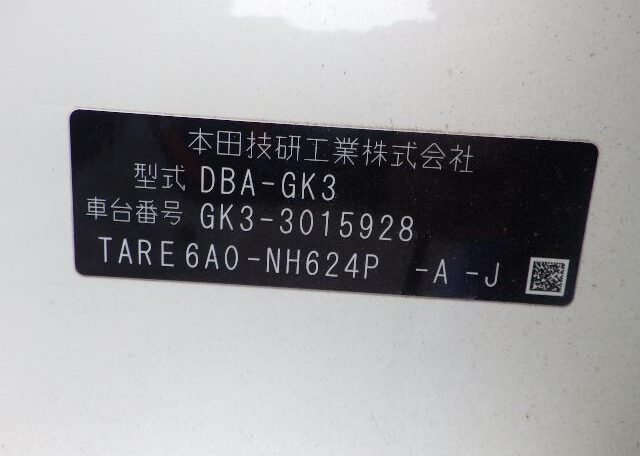 本田技研工業株式会社
型式 DBA-GK3
車台番号 GK3-3015928
TARE6A0-NH624P -A-J